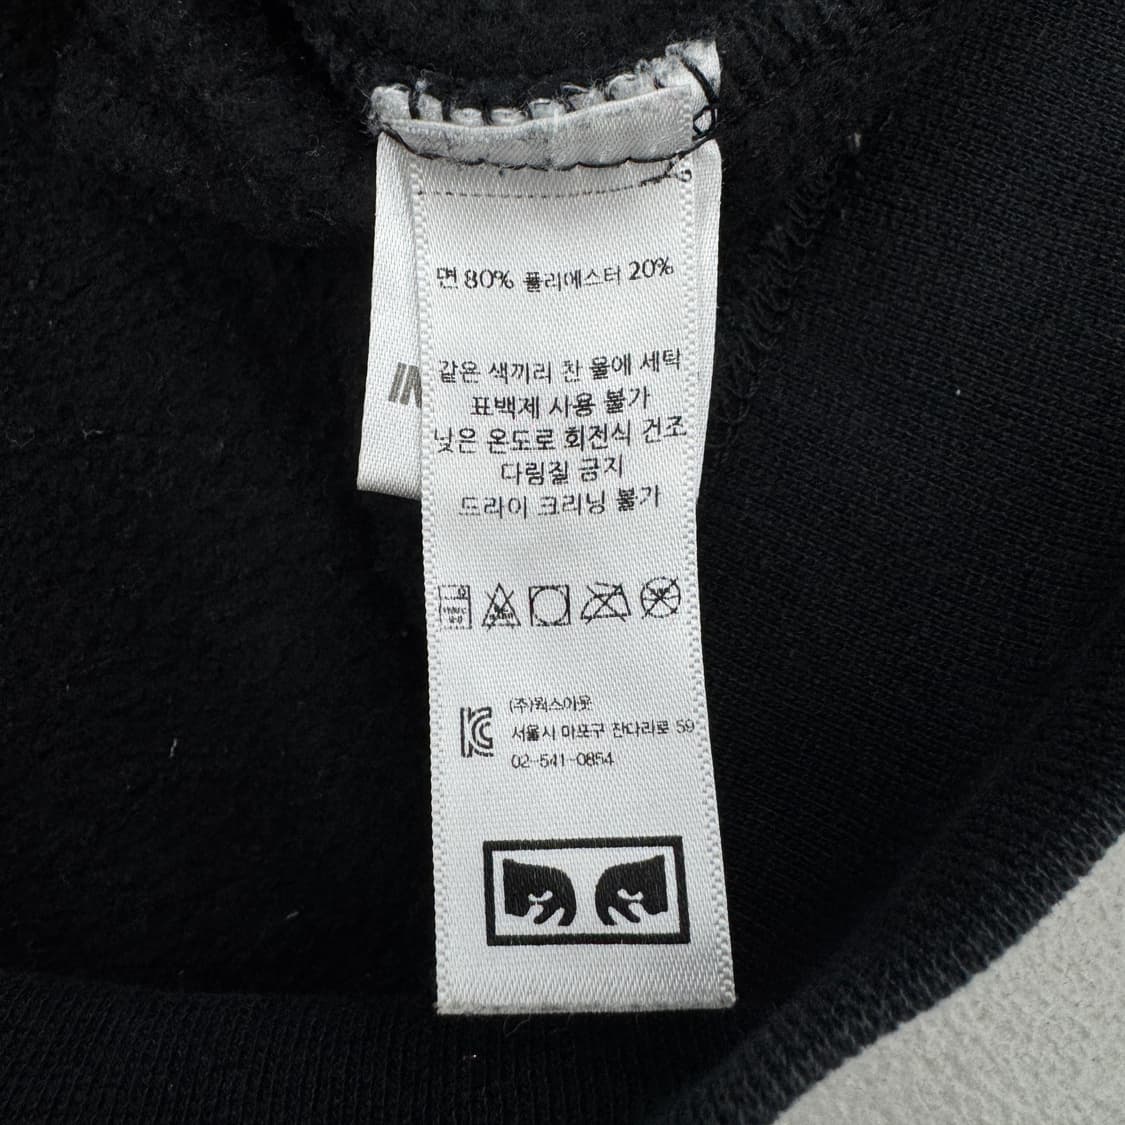 면 80% 폴리에스터 20%
같은 색끼리 찬 물에 세탁
표백제 사용 불가
낮은 온도로 회전식 건조
다림질 금지
드라이 크리닝 불가
(주)웍스아웃
서울시 마포구 잔다리로 59
02-541-0854
IN